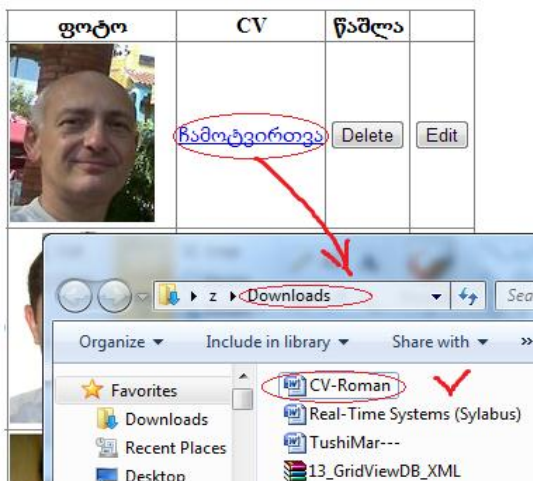 ფოტო CV წაშლა
ჩამოტვირთვა Delete Edit
z Downloads Sea
Organize Include in library Share with »
Favorites
Downloads
Recent Places
Desktop
CV-Roman
Real-Time Systems (Sylabus)
TushiMar---
13_GridViewDB_XML